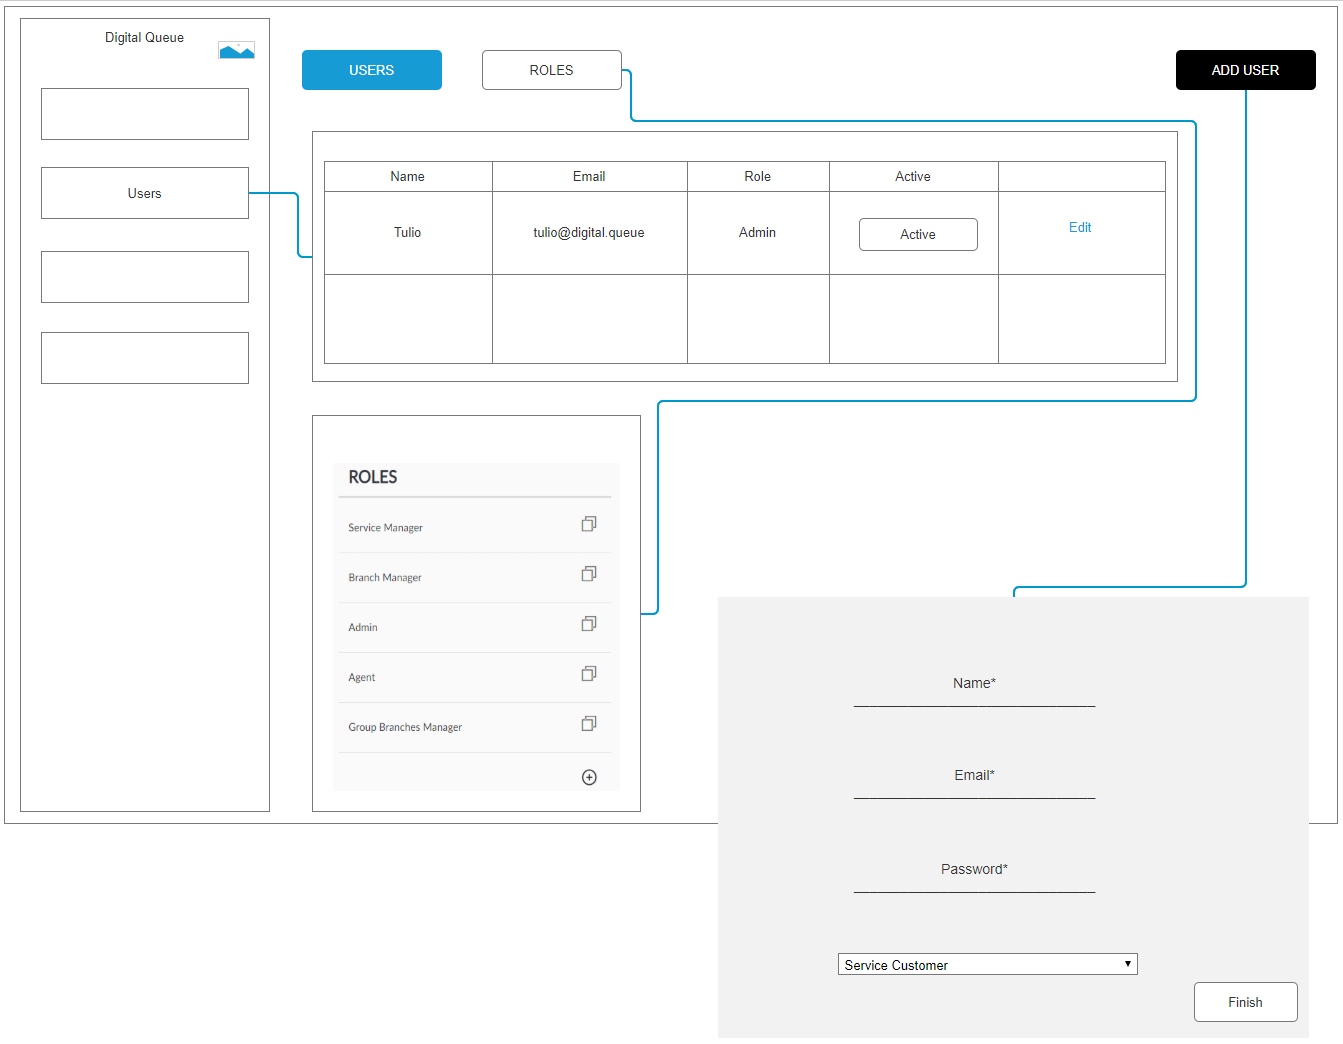 Digital Queue
USERS
ROLES
ADD USER
Users
Name Email Role Active
Tulio tulio@digital.queue Admin Active Edit
ROLES
Service Manager
Branch Manager
Admin
Agent
Group Branches Manager
Name*
Email*
Password*
Service Customer
Finish